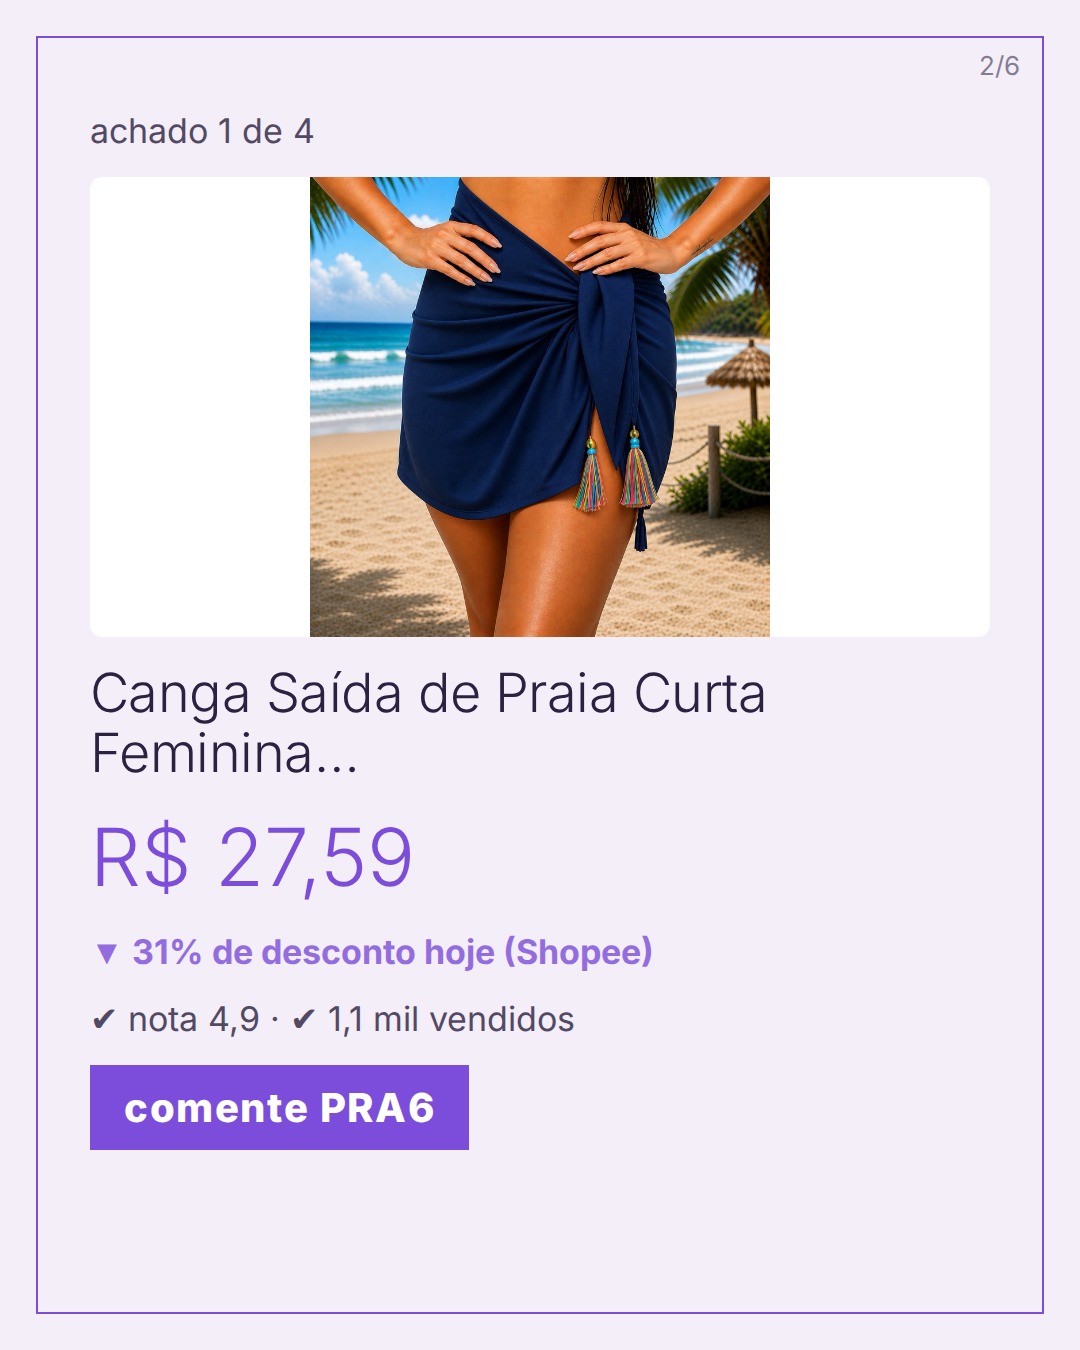 2/6
achado 1 de 4
Canga Saída de Praia Curta
Feminina...
R$ 27,59
▼ 31% de desconto hoje (Shopee)
✔ nota 4,9 · ✔ 1,1 mil vendidos
comente PRA6